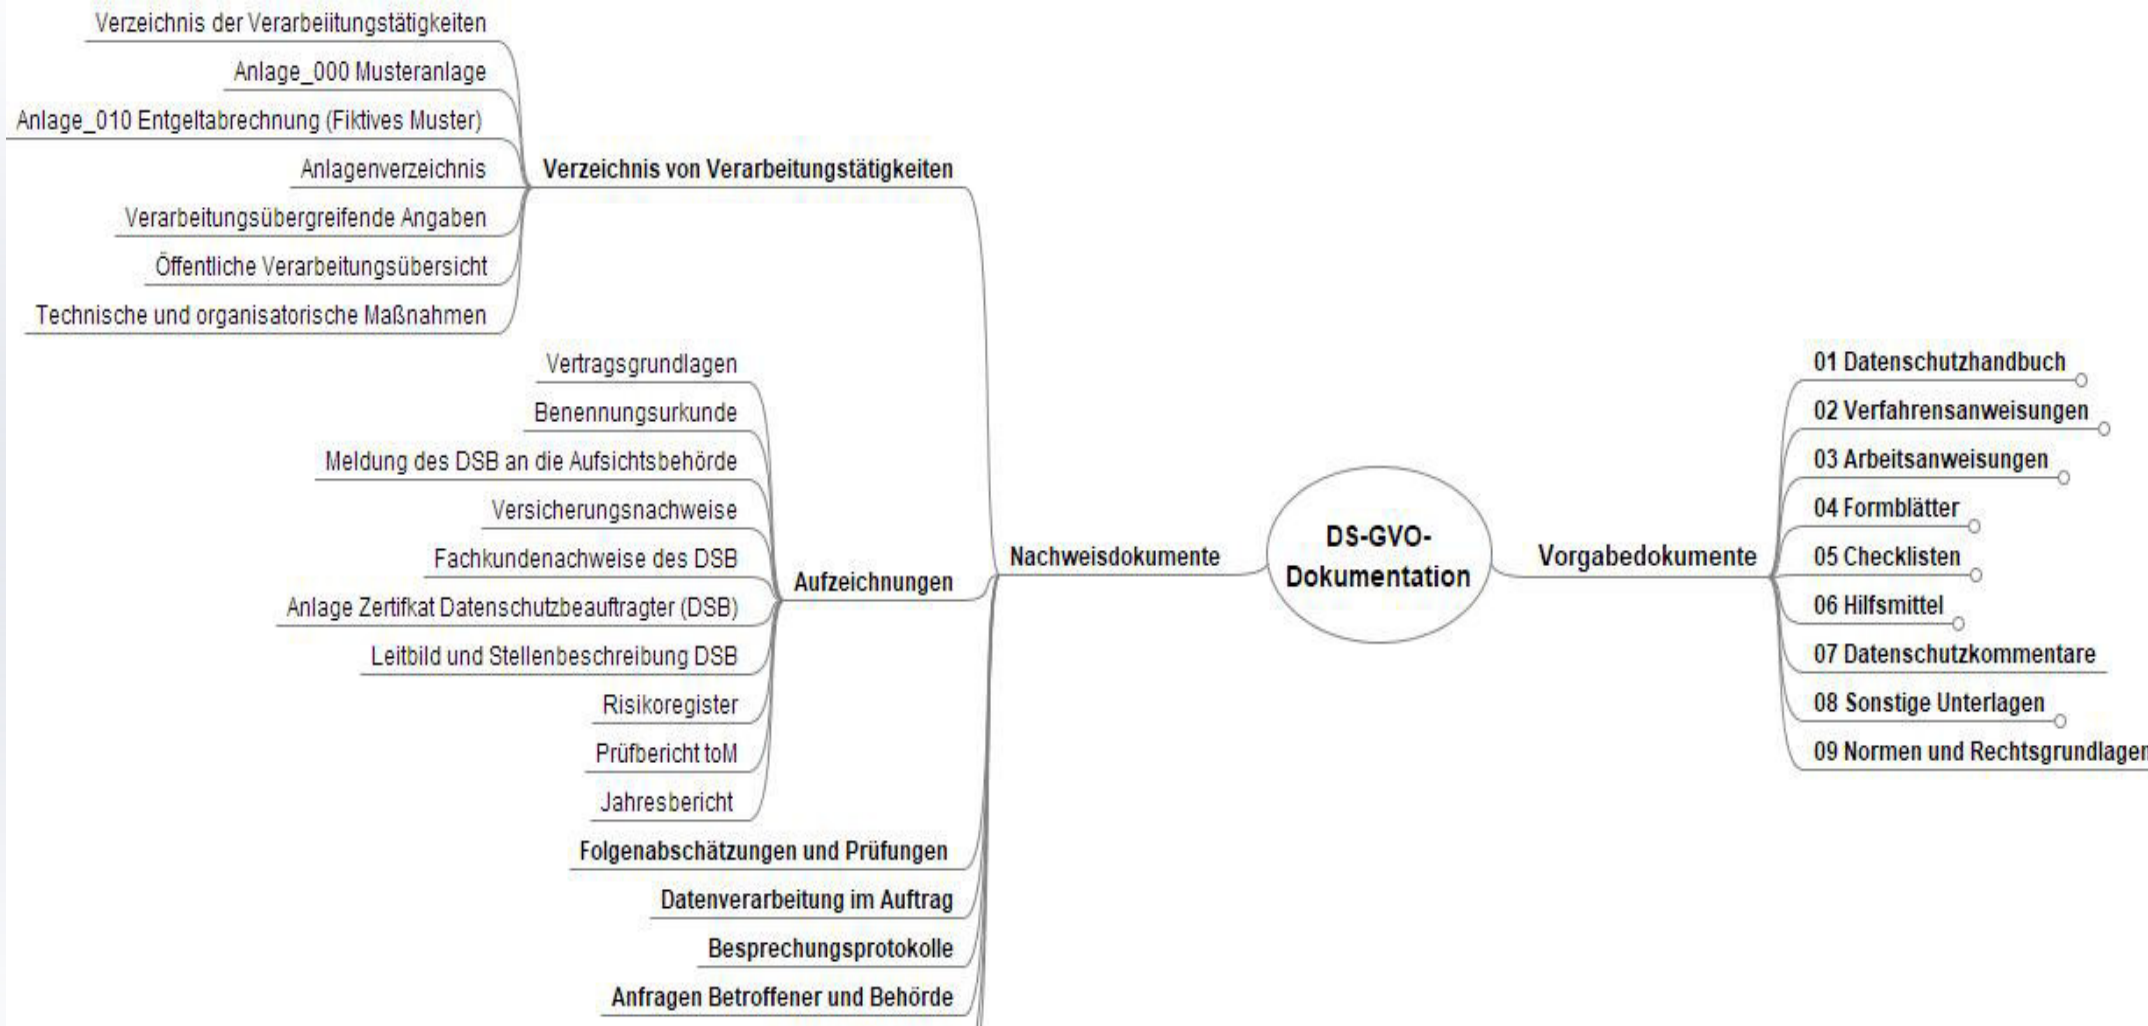 Verzeichnis der Verarbeiitungstätigkeiten
Anlage_000 Musteranlage
Anlage_010 Entgeltabrechnung (Fiktives Muster)
Anlagenverzeichnis
Verarbeitungsübergreifende Angaben
Öffentliche Verarbeitungsübersicht
Technische und organisatorische Maßnahmen
Verzeichnis von Verarbeitungstätigkeiten
Vertragsgrundlagen
Benennungsurkunde
Meldung des DSB an die Aufsichtsbehörde
Versicherungsnachweise
Fachkundenachweise des DSB
Anlage Zertifkat Datenschutzbeauftragter (DSB)
Leitbild und Stellenbeschreibung DSB
Risikoregister
Prüfbericht toM
Jahresbericht
Aufzeichnungen
Folgenabschätzungen und Prüfungen
Datenverarbeitung im Auftrag
Besprechungsprotokolle
Anfragen Betroffener und Behörde
Nachweisdokumente
DS-GVO-
Dokumentation
Vorgabedokumente
01 Datenschutzhandbuch
02 Verfahrensanweisungen
03 Arbeitsanweisungen
04 Formblätter
05 Checklisten
06 Hilfsmittel
07 Datenschutzkommentare
08 Sonstige Unterlagen
09 Normen und Rechtsgrundlagen